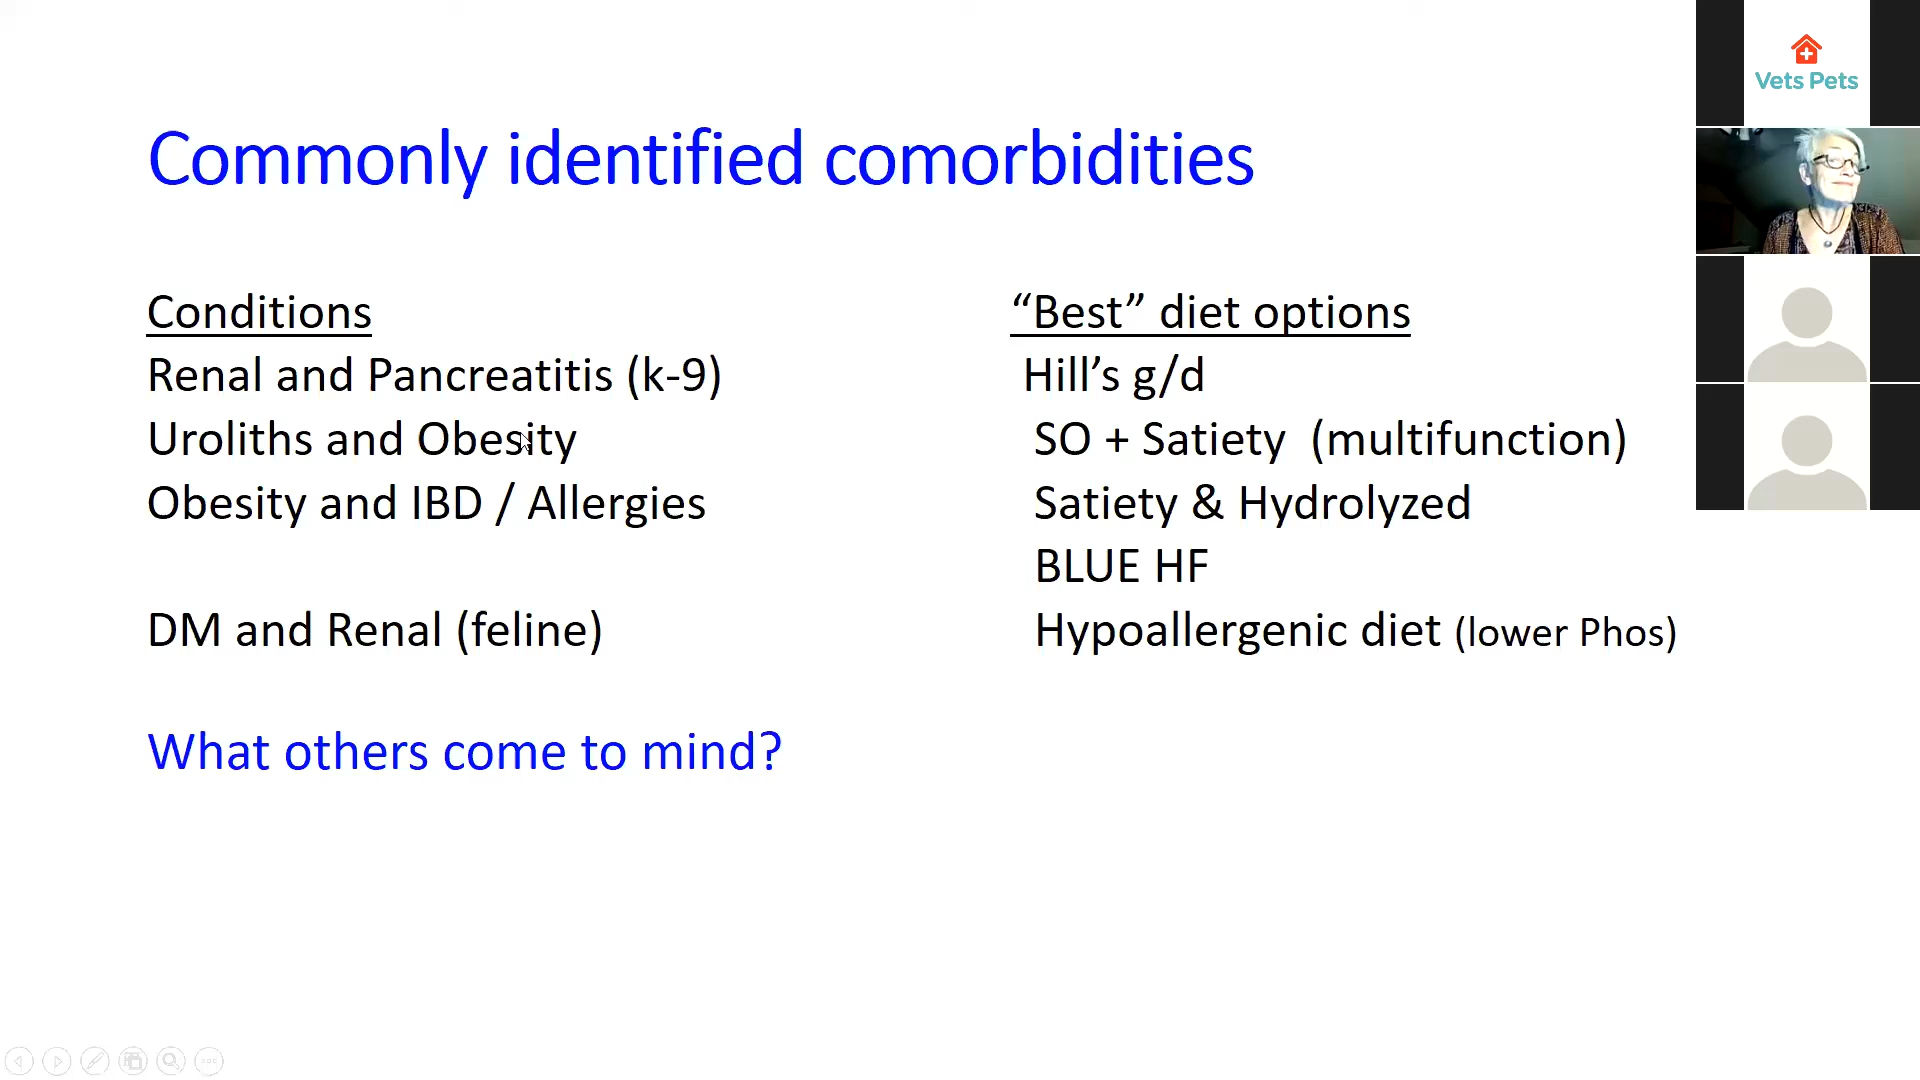 Vets Pets
Commonly identified comorbidities
Conditions
“Best” diet options
Renal and Pancreatitis (k-9)
Hill’s g/d
Uroliths and Obesity
SO + Satiety (multifunction)
Obesity and IBD / Allergies
Satiety & Hydrolyzed
BLUE HF
DM and Renal (feline)
Hypoallergenic diet (lower Phos)
What others come to mind?